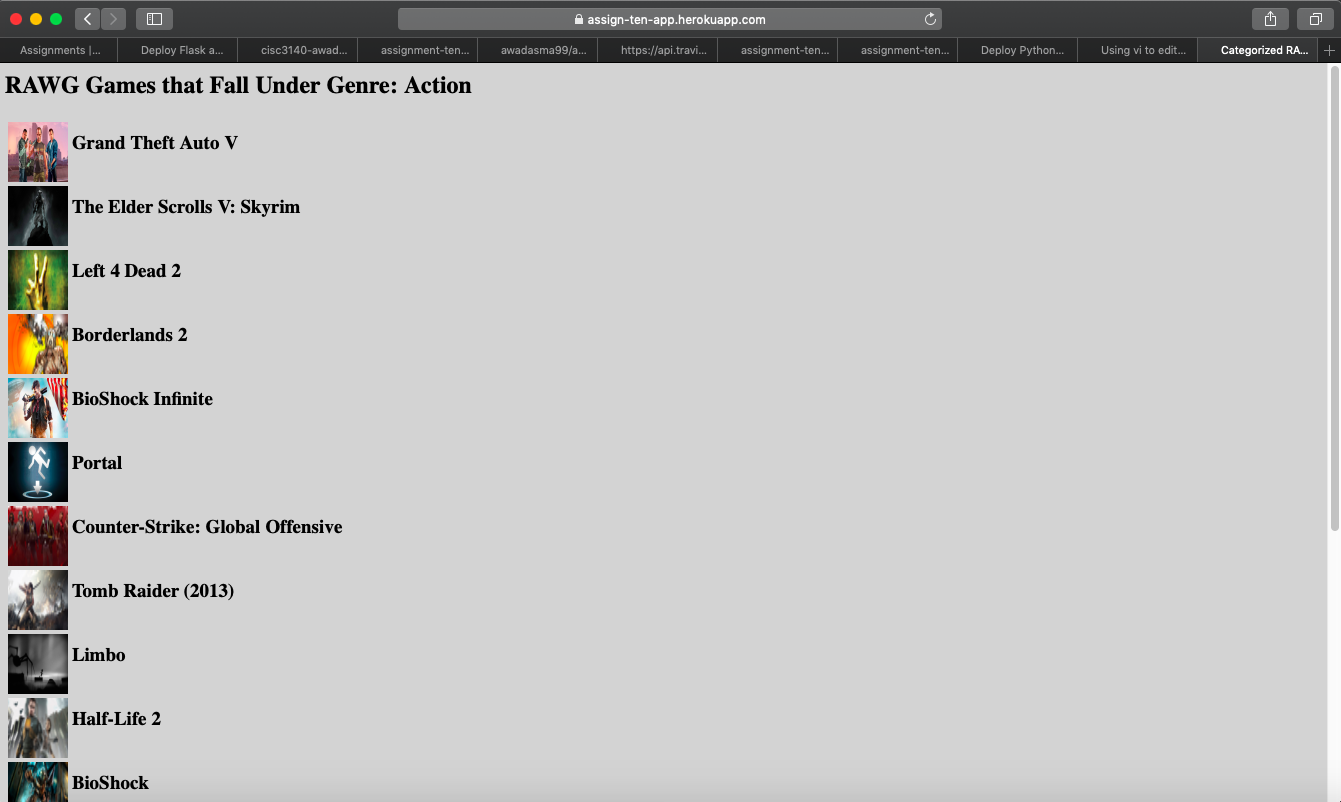 assign-ten-app.herokuapp.com
Assignments |...
Deploy Flask a...
cisc3140-awad...
assignment-ten...
awadasma99/a...
https://api.travi...
assignment-ten...
assignment-ten...
Deploy Python...
Using vi to edit...
Categorized RA...
RAWG Games that Fall Under Genre: Action
Grand Theft Auto V
The Elder Scrolls V: Skyrim
Left 4 Dead 2
Borderlands 2
BioShock Infinite
Portal
Counter-Strike: Global Offensive
Tomb Raider (2013)
Limbo
Half-Life 2
BioShock